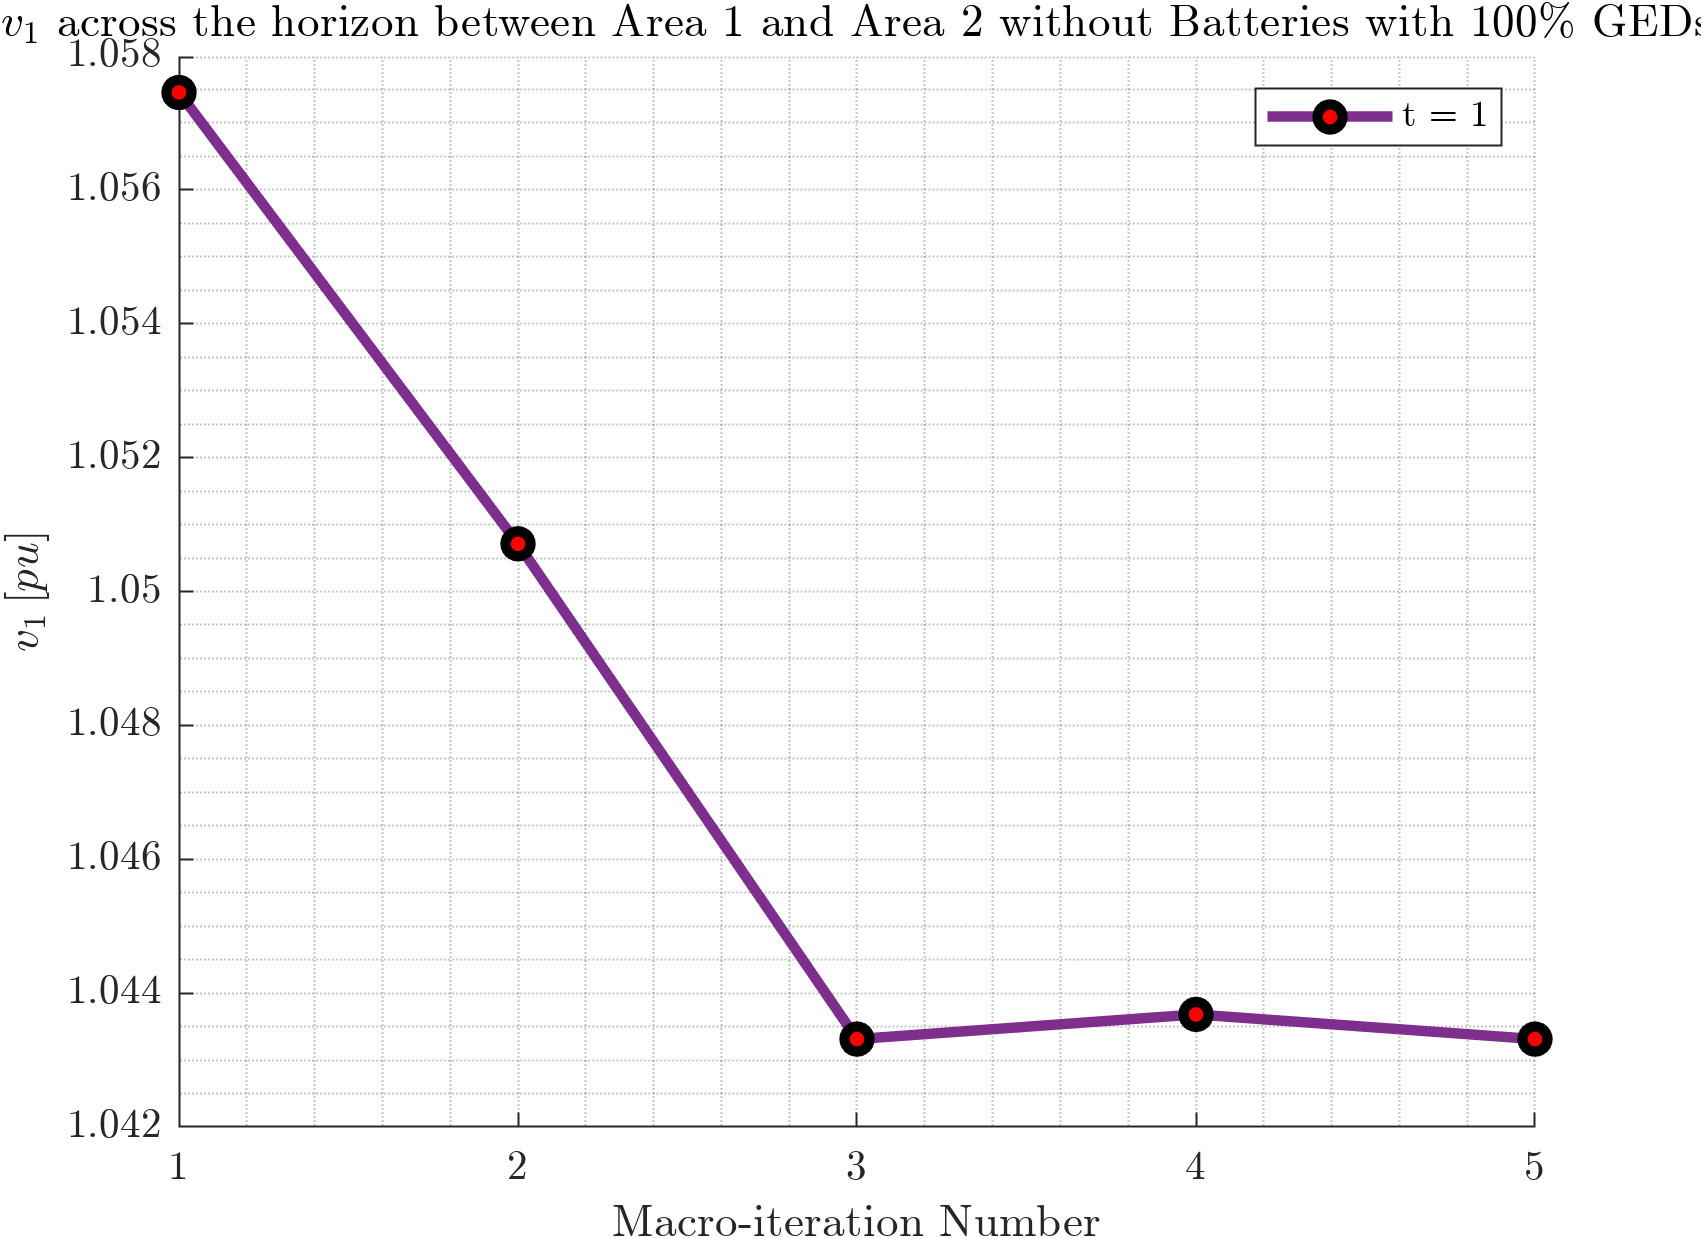 v₁ across the horizon between Area 1 and Area 2 without Batteries with 100% GEDs
1.058
1.056
1.054
1.052
1.05
1.048
1.046
1.044
1.042
v₁ [pu]
t = 1
1 2 3 4 5
Macro-iteration Number